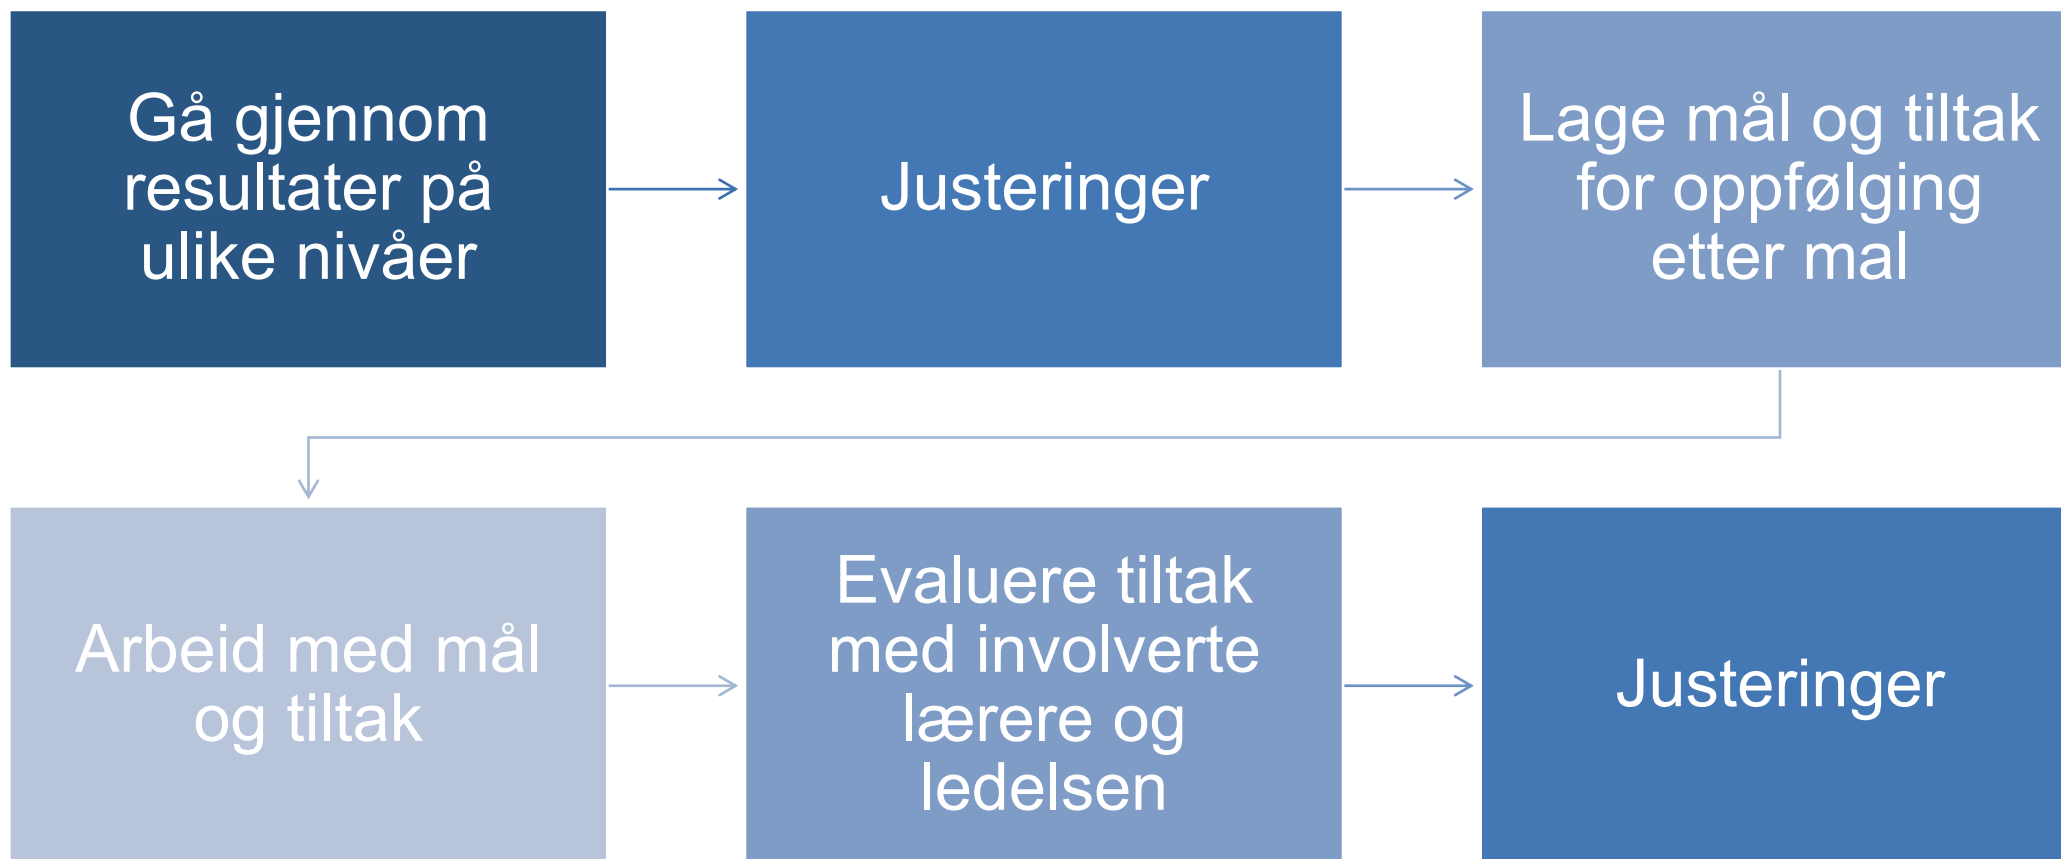 Gå gjennom
resultater på
ulike nivåer
Justeringer
Lage mål og tiltak
for oppfølging
etter mal
Arbeid med mål
og tiltak
Evaluere tiltak
med involverte
lærere og
ledelsen
Justeringer